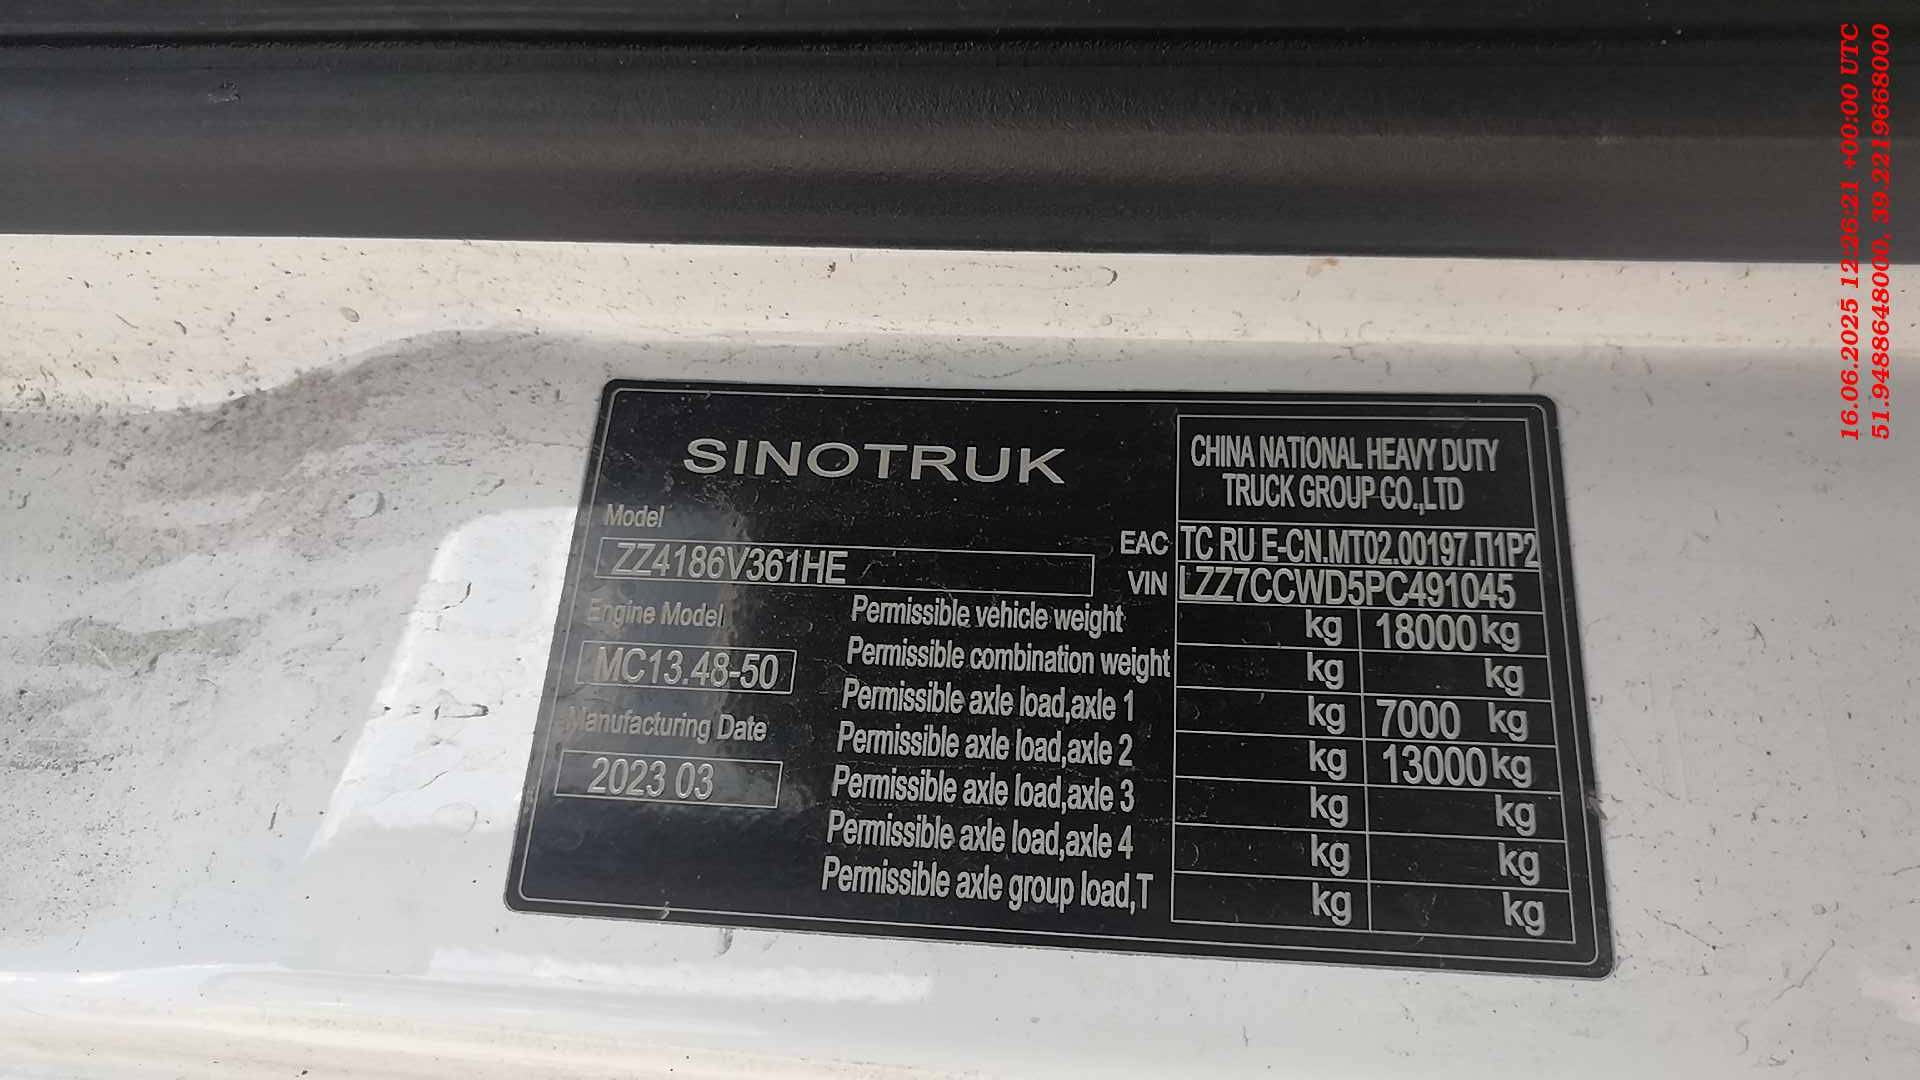 16.06.2025 12:26:21 +00:00 UTC
51.9488648000, 39.2219668000
SINOTRUK
CHINA NATIONAL HEAVY DUTY
TRUCK GROUP CO.,LTD
Model
ZZ4186V361HE
EAC TC RU E-CN.MT02.00197.П1P2
VIN LZZ7CCWD5PC491045
Engine Model
MC13.48-50
Manufacturing Date
2023 03
Permissible vehicle weight kg 18000 kg
Permissible combination weight kg kg
Permissible axle load,axle 1 kg 7000 kg
Permissible axle load,axle 2 kg 13000 kg
Permissible axle load,axle 3 kg kg
Permissible axle load,axle 4 kg kg
Permissible axle group load,T kg kg